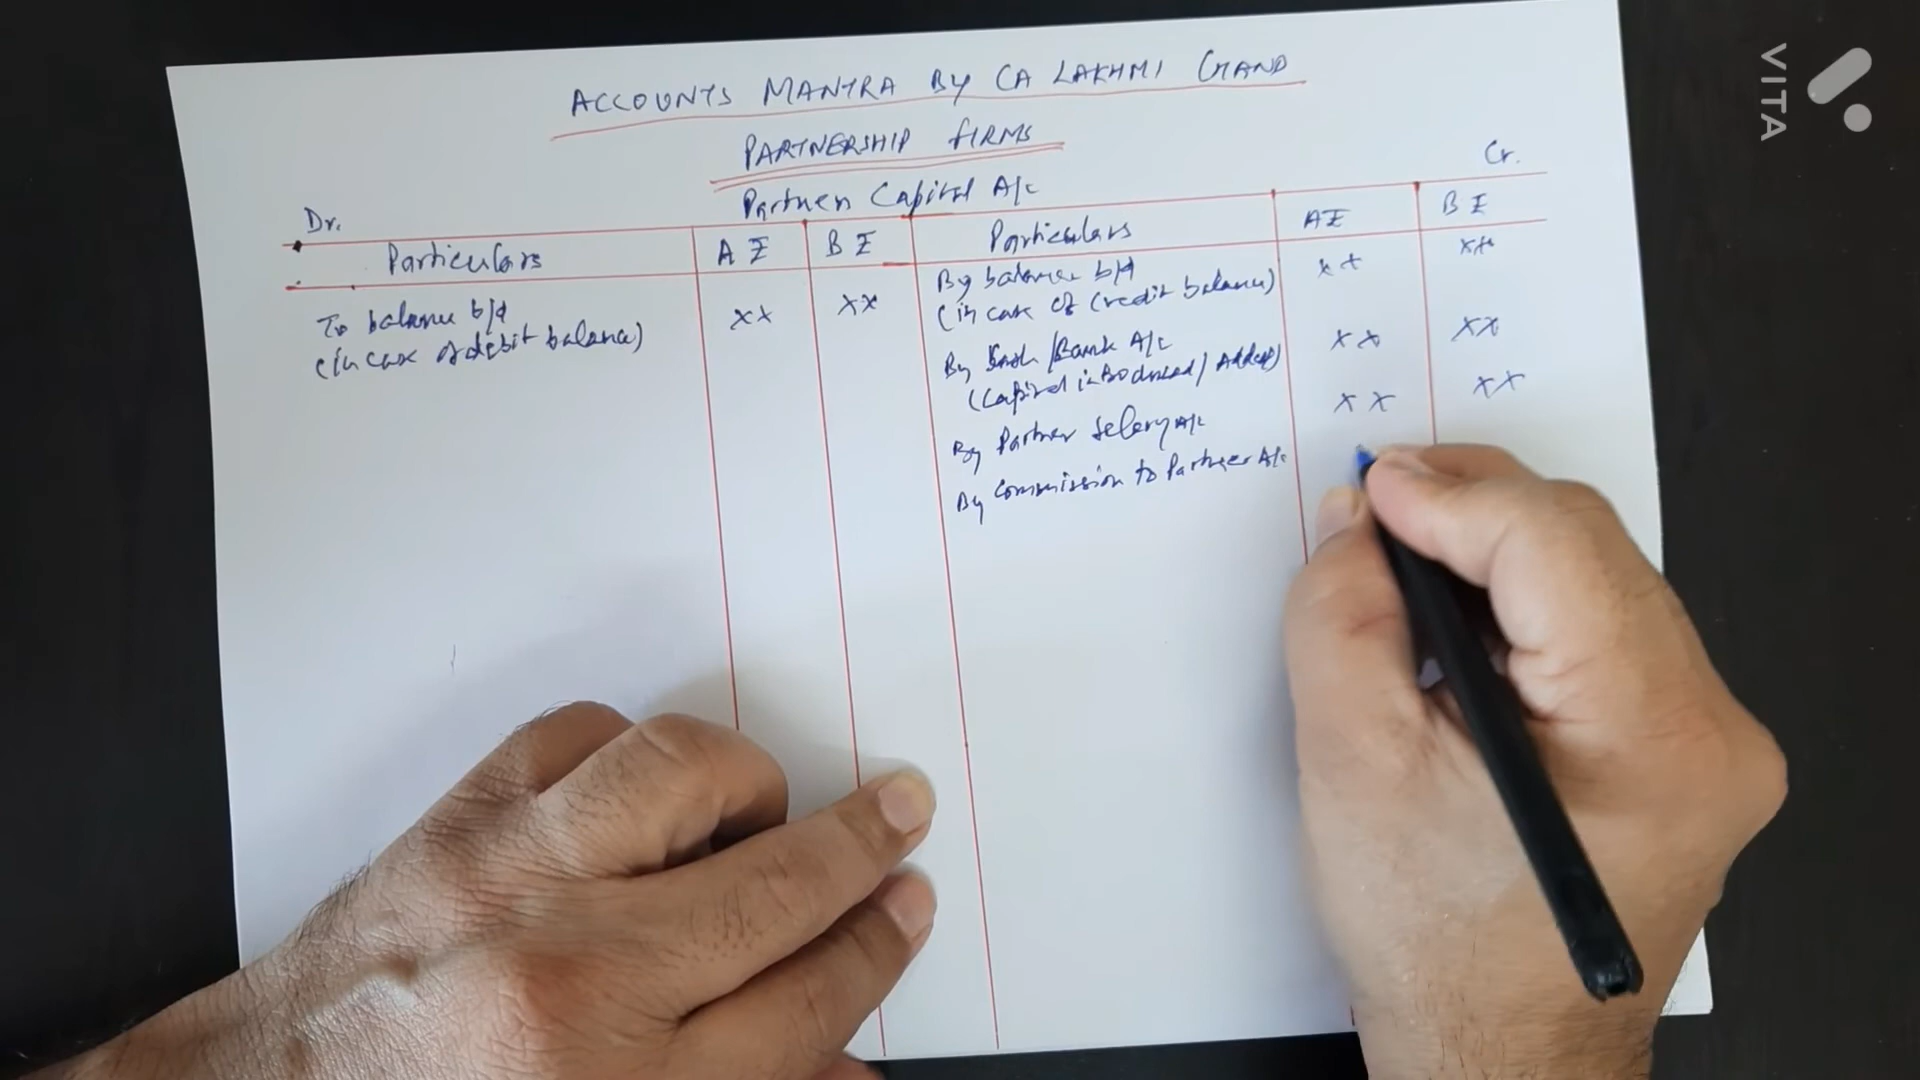 ACCOUNTS MANTRA BY CA LAKHMI CHAND
PARTNERSHIP FIRMS
Partners Capital A/c
Dr.
Cr.
Particulars A ₹ B ₹ Particulars A ₹ B ₹
To balance b/d xx xx
(in case of debit balance)
By balance b/d xx xx
(in case of credit balance)
By Cash/Bank A/c xx xx
(Capital introduced/Added)
By Partner Salary A/c xx xx
By Commission to Partner A/c
VITA